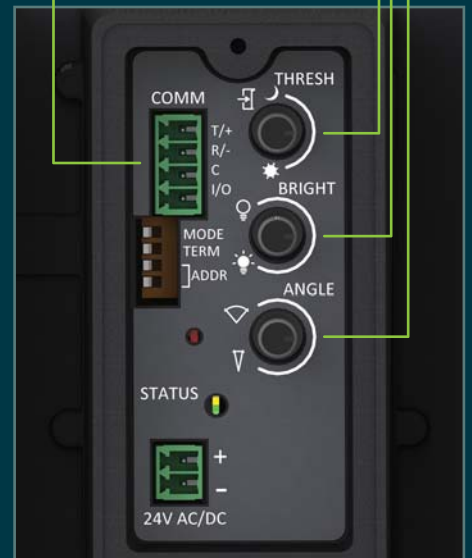 THRESH
COMM
T/+
R/-
C
I/O
BRIGHT
MODE
TERM
ADDR
ANGLE
STATUS
+
–
24V AC/DC